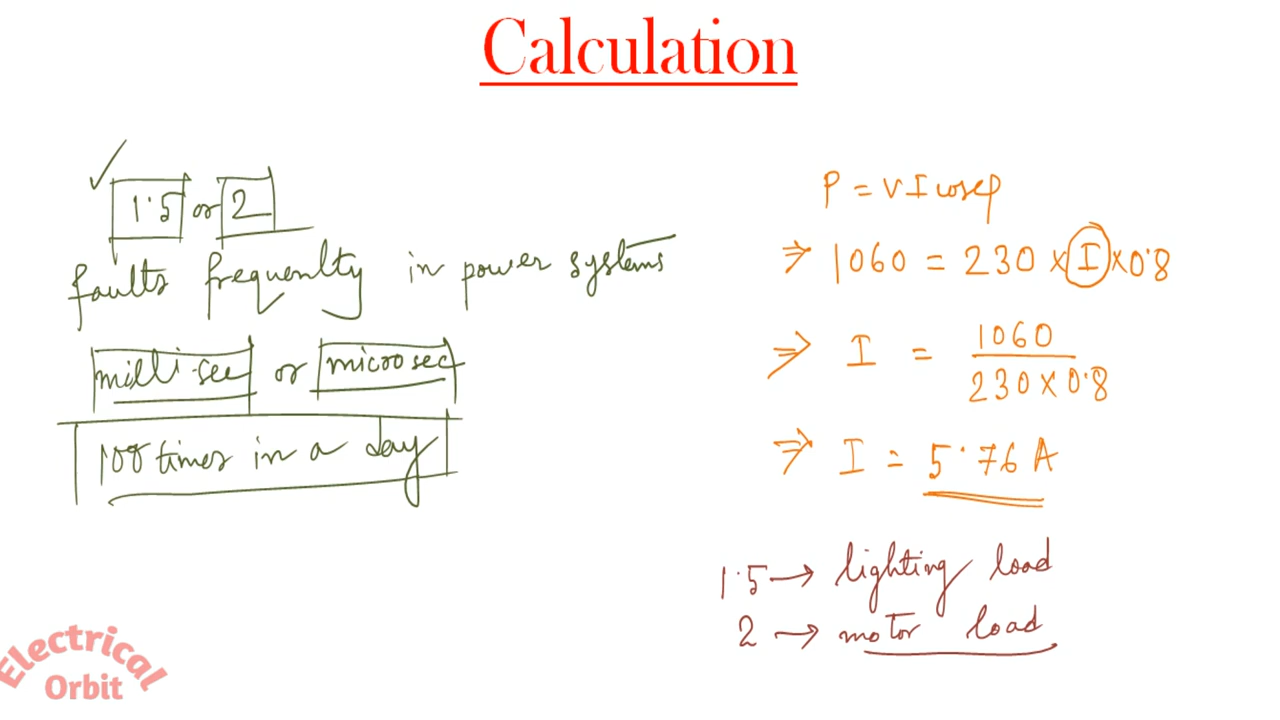 Calculation
1.5 or 2
faults frequenlty in power systems
milli sec or microsec
100 times in a day
P = VI cosφ
⇒ 1060 = 230 × I × 0.8
⇒ I = 1060 / 230 × 0.8
⇒ I = 5.76 A
1.5 → lighting load
2 → motor load
Electrical
Orbit